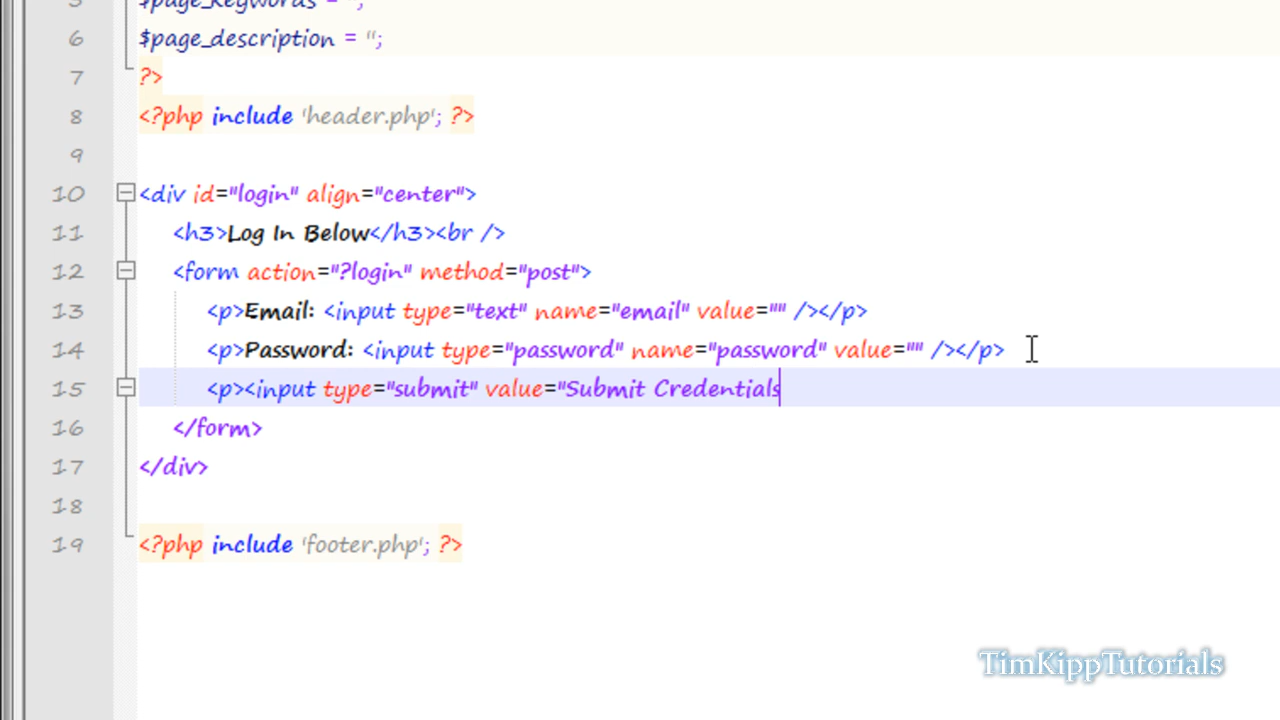 5 $page_keywords = '';
6 $page_description = '';
7 ?>
8 <?php include 'header.php'; ?>
9
10 <div id="login" align="center">
11 <h3>Log In Below</h3><br />
12 <form action="?login" method="post">
13 <p>Email: <input type="text" name="email" value="" /></p>
14 <p>Password: <input type="password" name="password" value="" /></p>
15 <p><input type="submit" value="Submit Credentials
16 </form>
17 </div>
18
19 <?php include 'footer.php'; ?>
TimKippTutorials